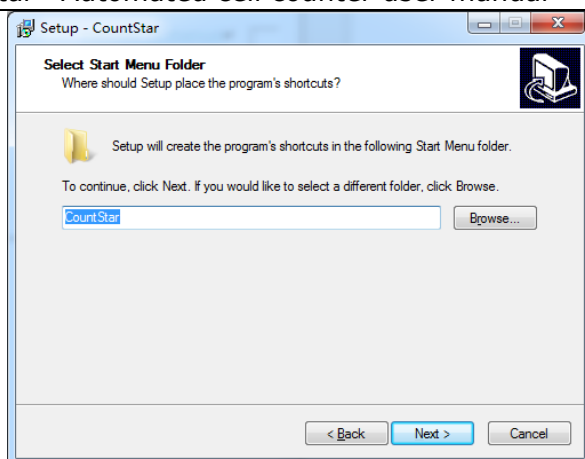 Automated cell counter user manual
Setup - CountStar
Select Start Menu Folder
Where should Setup place the program's shortcuts?
Setup will create the program's shortcuts in the following Start Menu folder.
To continue, click Next. If you would like to select a different folder, click Browse.
CountStar
Browse...
< Back
Next >
Cancel